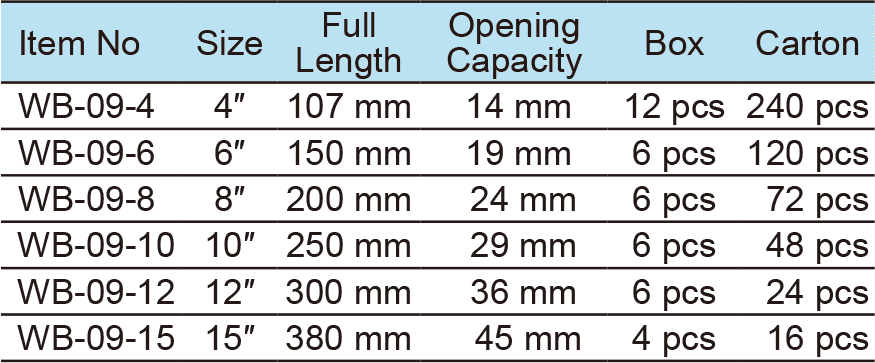 Item No Size Full Length Opening Capacity Box Carton
WB-09-4 4″ 107 mm 14 mm 12 pcs 240 pcs
WB-09-6 6″ 150 mm 19 mm 6 pcs 120 pcs
WB-09-8 8″ 200 mm 24 mm 6 pcs 72 pcs
WB-09-10 10″ 250 mm 29 mm 6 pcs 48 pcs
WB-09-12 12″ 300 mm 36 mm 6 pcs 24 pcs
WB-09-15 15″ 380 mm 45 mm 4 pcs 16 pcs